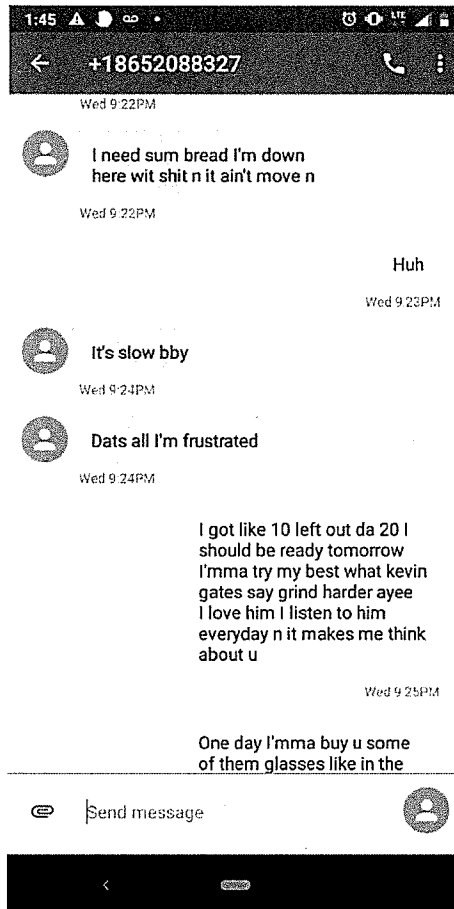 1:45
LTE
+18652088327
Wed 9:22PM
I need sum bread I'm down
here wit shit n it ain't move n
Wed 9:22PM
Huh
Wed 9:23PM
It's slow bby
Wed 9:24PM
Dats all I'm frustrated
Wed 9:24PM
I got like 10 left out da 20 I
should be ready tomorrow
I'mma try my best what kevin
gates say grind harder ayee
I love him I listen to him
everyday n it makes me think
about u
Wed 9:25PM
One day I'mma buy u some
of them glasses like in the
Send message